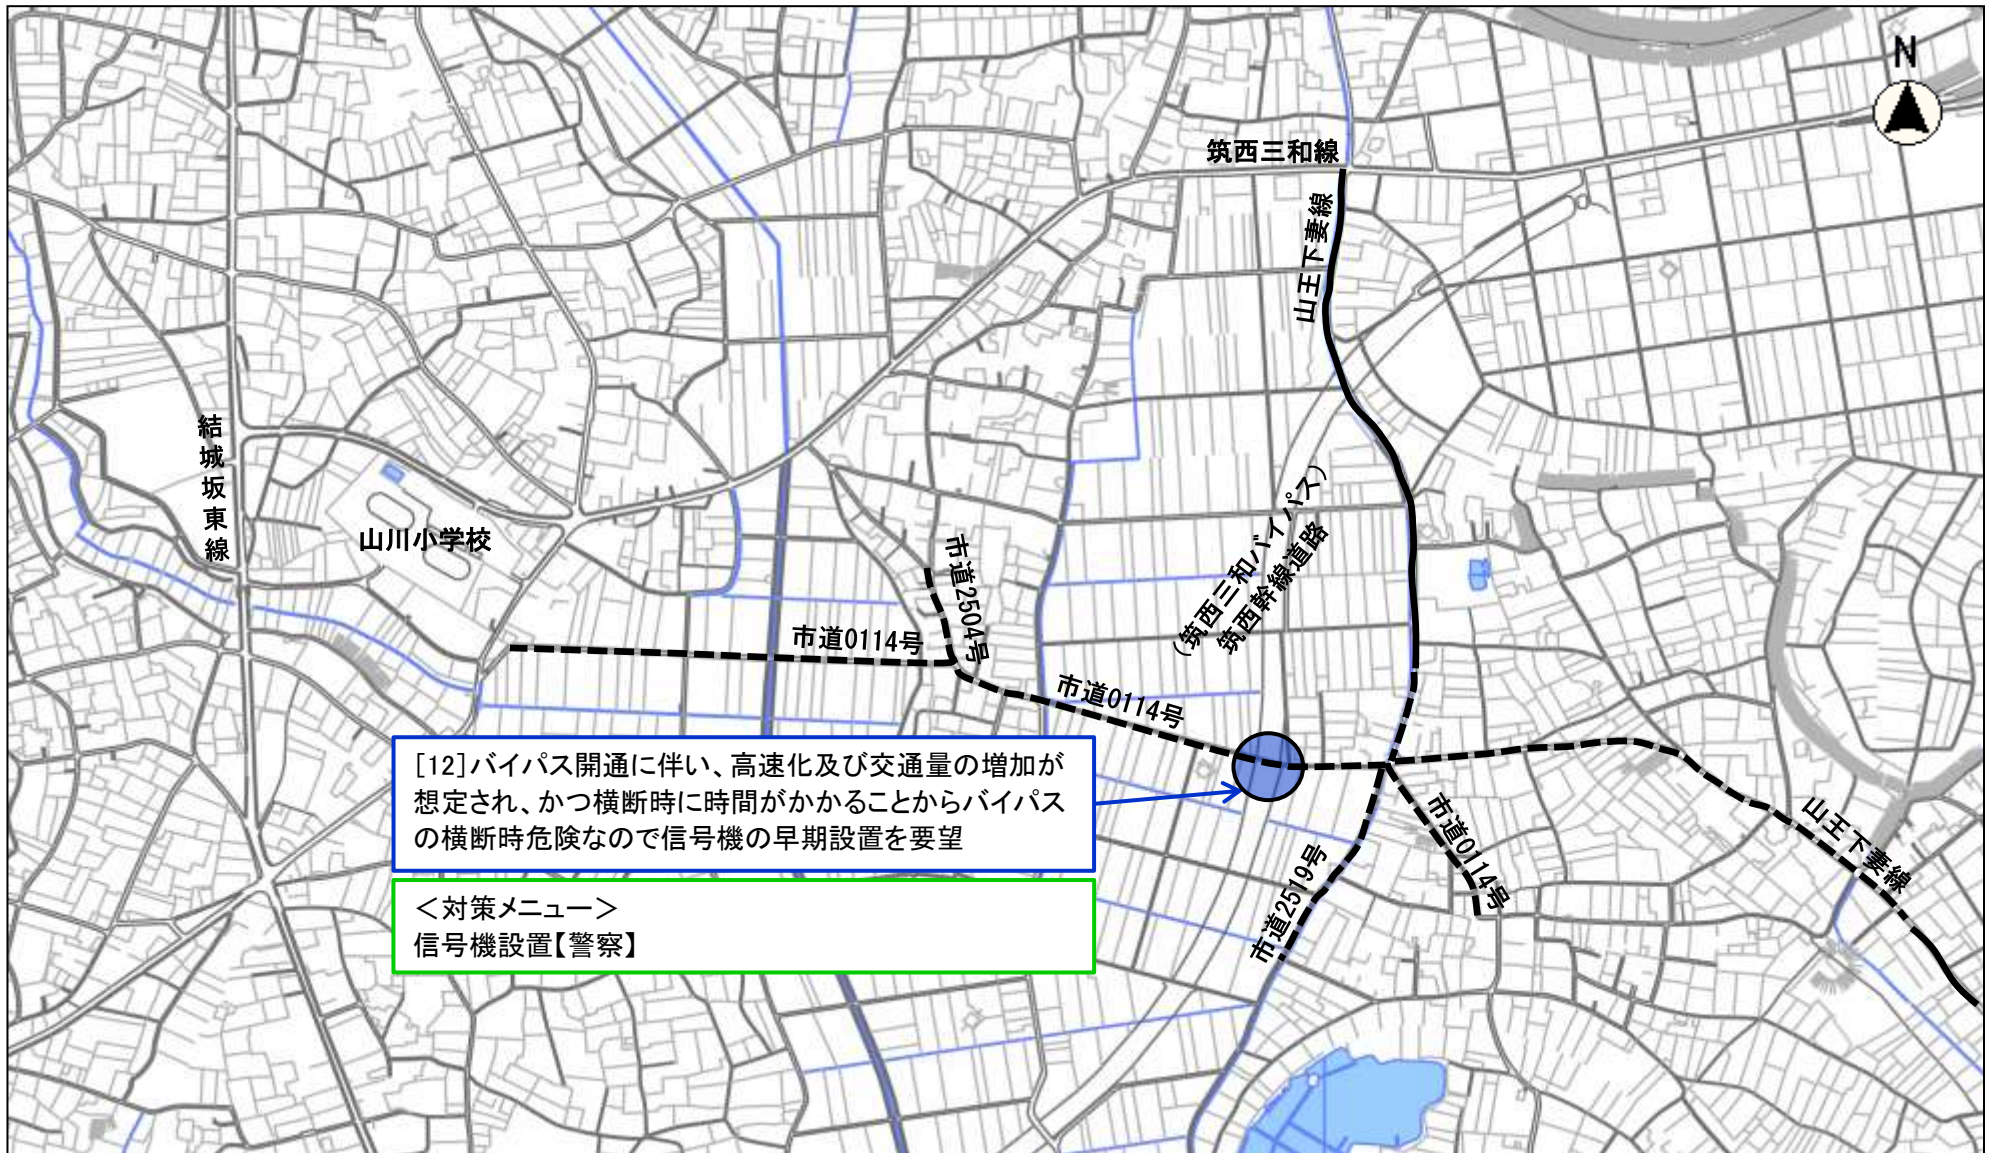 N
筑西三和線
山王下妻線
結城坂東線
山川小学校
(筑西三和バイパス)
筑西幹線道路
市道2504号
市道0114号
市道0114号
[12]バイパス開通に伴い、高速化及び交通量の増加が
想定され、かつ横断時に時間がかかることからバイパス
の横断時危険なので信号機の早期設置を要望
<対策メニュー>
信号機設置【警察】
市道2519号
市道0114号
山王下妻線